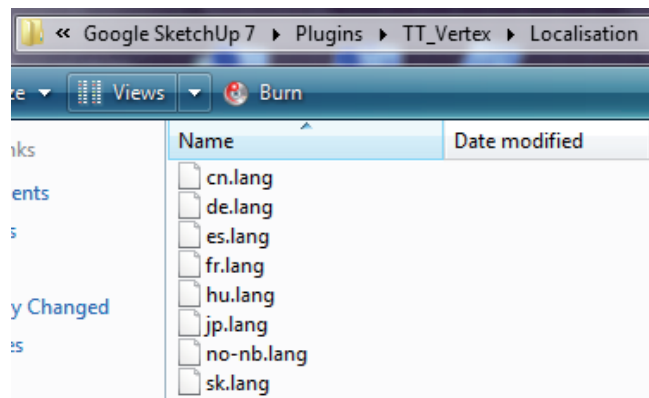 « Google SketchUp 7 ▸ Plugins ▸ TT_Vertex ▸ Localisation
Views Burn
Name Date modified
cn.lang
de.lang
es.lang
fr.lang
hu.lang
y Changed
jp.lang
no-nb.lang
sk.lang